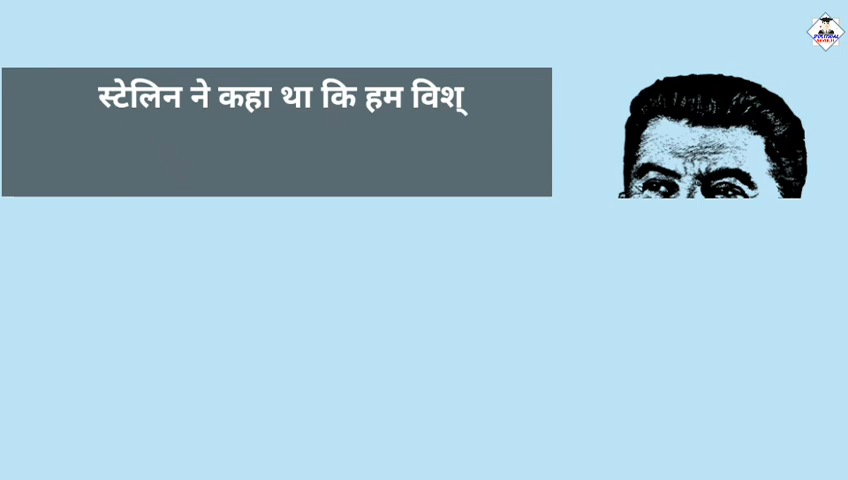 स्टेलिन ने कहा था कि हम विश्